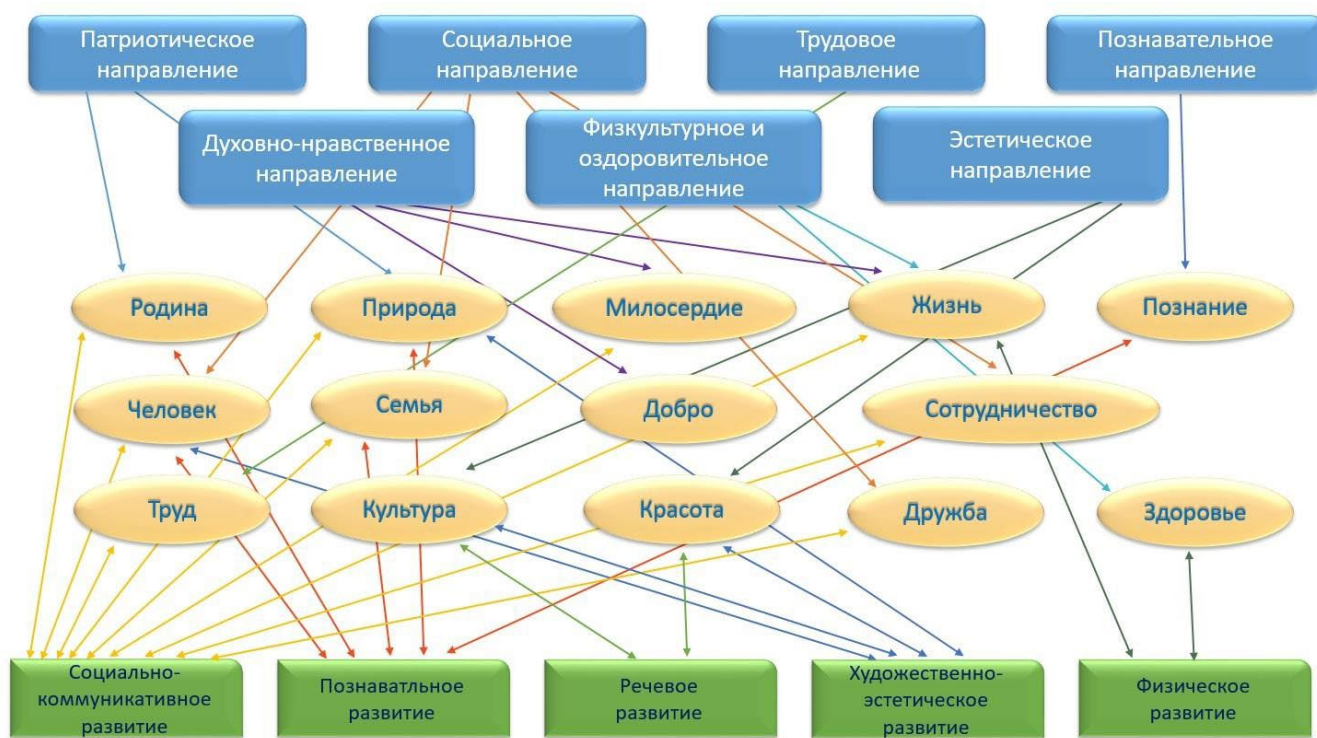 Патриотическое
направление
Социальное
направление
Трудовое
направление
Познавательное
направление
Духовно-нравственное
направление
Физкультурное и
оздоровительное
направление
Эстетическое
направление
Родина
Природа
Милосердие
Жизнь
Познание
Человек
Семья
Добро
Сотрудничество
Труд
Культура
Красота
Дружба
Здоровье
Социально-
коммуникативное
развитие
Познаватльное
развитие
Речевое
развитие
Художественно-
эстетическое
развитие
Физическое
развитие